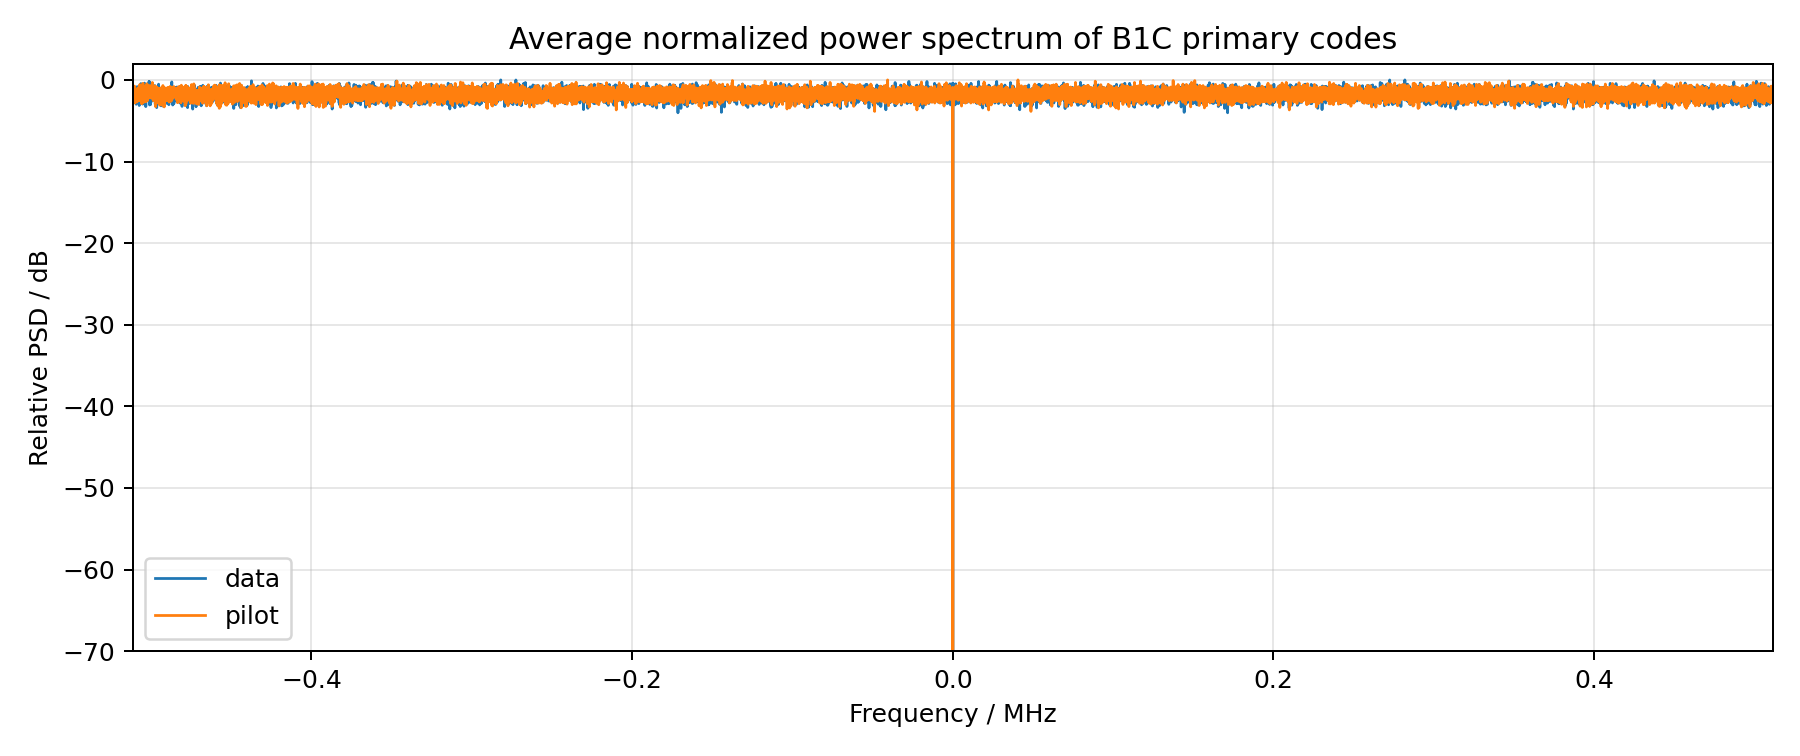 Average normalized power spectrum of B1C primary codes
Relative PSD / dB
0
−10
−20
−30
−40
−50
−60
−70
data
pilot
−0.4
−0.2
0.0
0.2
0.4
Frequency / MHz